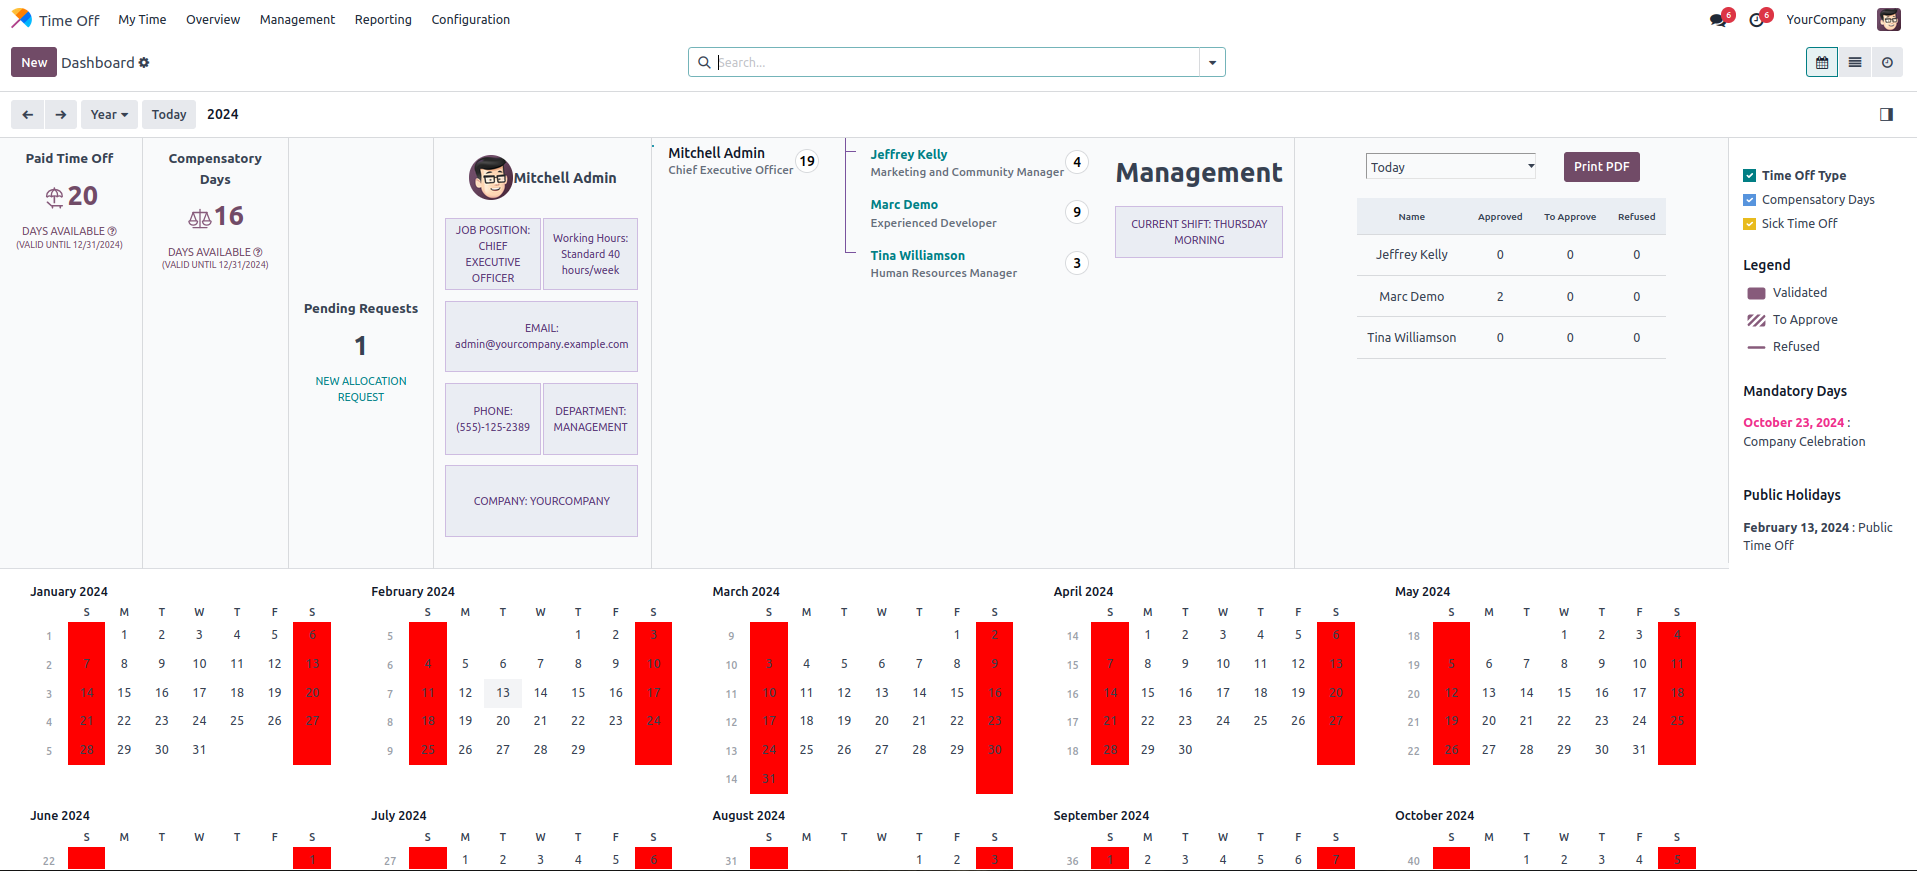 Time Off My Time Overview Management Reporting Configuration 6 6 YourCompany
New Dashboard Search...
Year Today 2024
Paid Time Off
20
DAYS AVAILABLE
(VALID UNTIL 12/31/2024)
Compensatory
Days
16
DAYS AVAILABLE
(VALID UNTIL 12/31/2024)
Pending Requests
1
NEW ALLOCATION
REQUEST
Mitchell Admin
JOB POSITION:
CHIEF
EXECUTIVE
OFFICER
Working Hours:
Standard 40
hours/week
EMAIL:
admin@yourcompany.example.com
PHONE:
(555)-125-2389
DEPARTMENT:
MANAGEMENT
COMPANY: YOURCOMPANY
Mitchell Admin 19
Chief Executive Officer
Jeffrey Kelly 4
Marketing and Community Manager
Marc Demo 9
Experienced Developer
Tina Williamson 3
Human Resources Manager
Management
CURRENT SHIFT: THURSDAY
MORNING
Today Print PDF
Name Approved To Approve Refused
Jeffrey Kelly 0 0 0
Marc Demo 2 0 0
Tina Williamson 0 0 0
Time Off Type
Compensatory Days
Sick Time Off
Legend
Validated
To Approve
Refused
Mandatory Days
October 23, 2024 :
Company Celebration
Public Holidays
February 13, 2024 : Public
Time Off
January 2024
S M T W T F S
1 1 2 3 4 5 6
2 7 8 9 10 11 12 13
3 14 15 16 17 18 19 20
4 21 22 23 24 25 26 27
5 28 29 30 31
February 2024
S M T W T F S
5 1 2 3
6 4 5 6 7 8 9 10
7 11 12 13 14 15 16 17
8 18 19 20 21 22 23 24
9 25 26 27 28 29
March 2024
S M T W T F S
9 1 2
10 3 4 5 6 7 8 9
11 10 11 12 13 14 15 16
12 17 18 19 20 21 22 23
13 24 25 26 27 28 29 30
14 31
April 2024
S M T W T F S
14 1 2 3 4 5 6
15 7 8 9 10 11 12 13
16 14 15 16 17 18 19 20
17 21 22 23 24 25 26 27
18 28 29 30
May 2024
S M T W T F S
18 1 2 3 4
19 5 6 7 8 9 10 11
20 12 13 14 15 16 17 18
21 19 20 21 22 23 24 25
22 26 27 28 29 30 31
June 2024
S M T W T F S
22 1
July 2024
S M T W T F S
27 1 2 3 4 5 6
August 2024
S M T W T F S
31 1 2 3
September 2024
S M T W T F S
36 1 2 3 4 5 6 7
October 2024
S M T W T F S
40 1 2 3 4 5